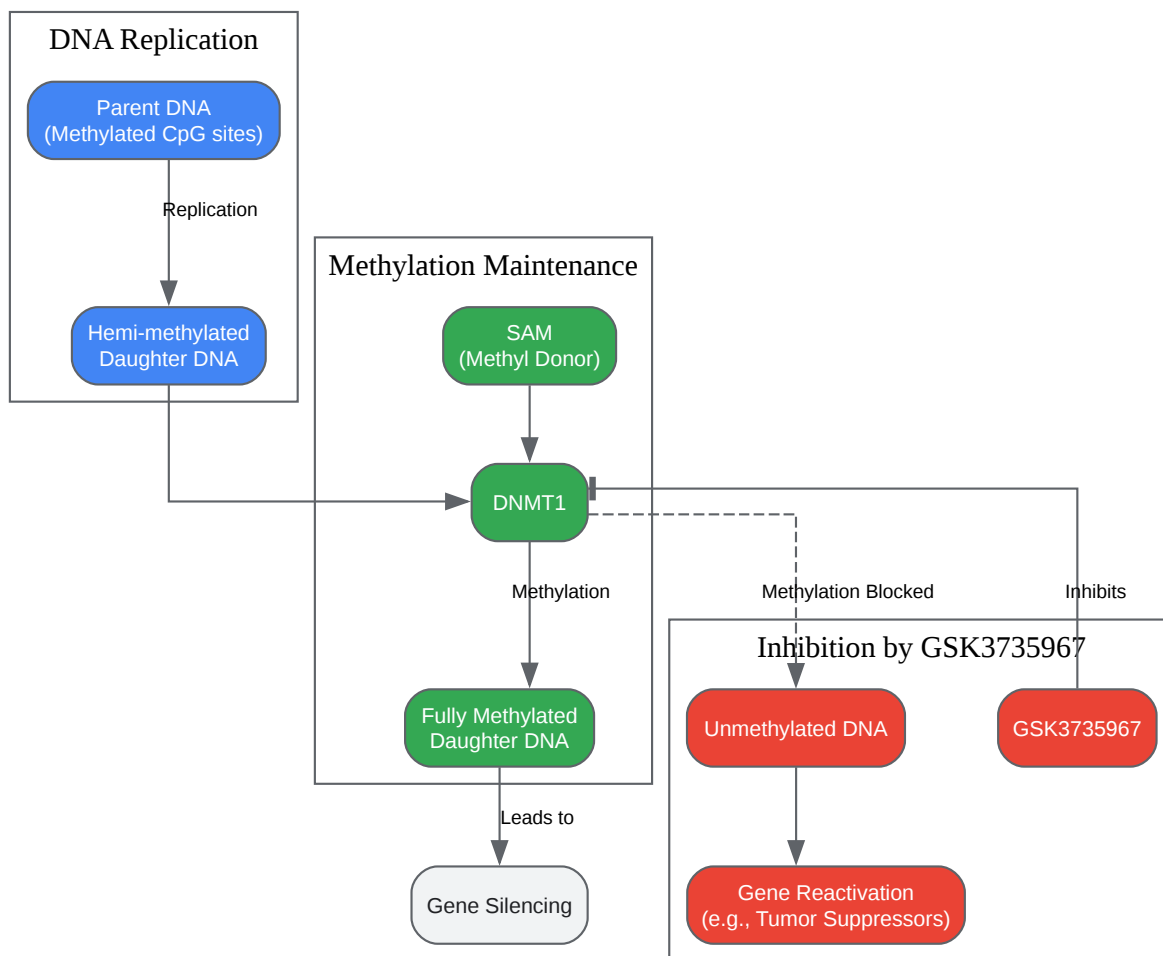 DNA Replication
Parent DNA
(Methylated CpG sites)
Replication
Hemi-methylated
Daughter DNA
Methylation Maintenance
SAM
(Methyl Donor)
DNMT1
Methylation
Fully Methylated
Daughter DNA
Leads to
Gene Silencing
Methylation Blocked
Inhibits
Inhibition by GSK3735967
Unmethylated DNA
GSK3735967
Gene Reactivation
(e.g., Tumor Suppressors)